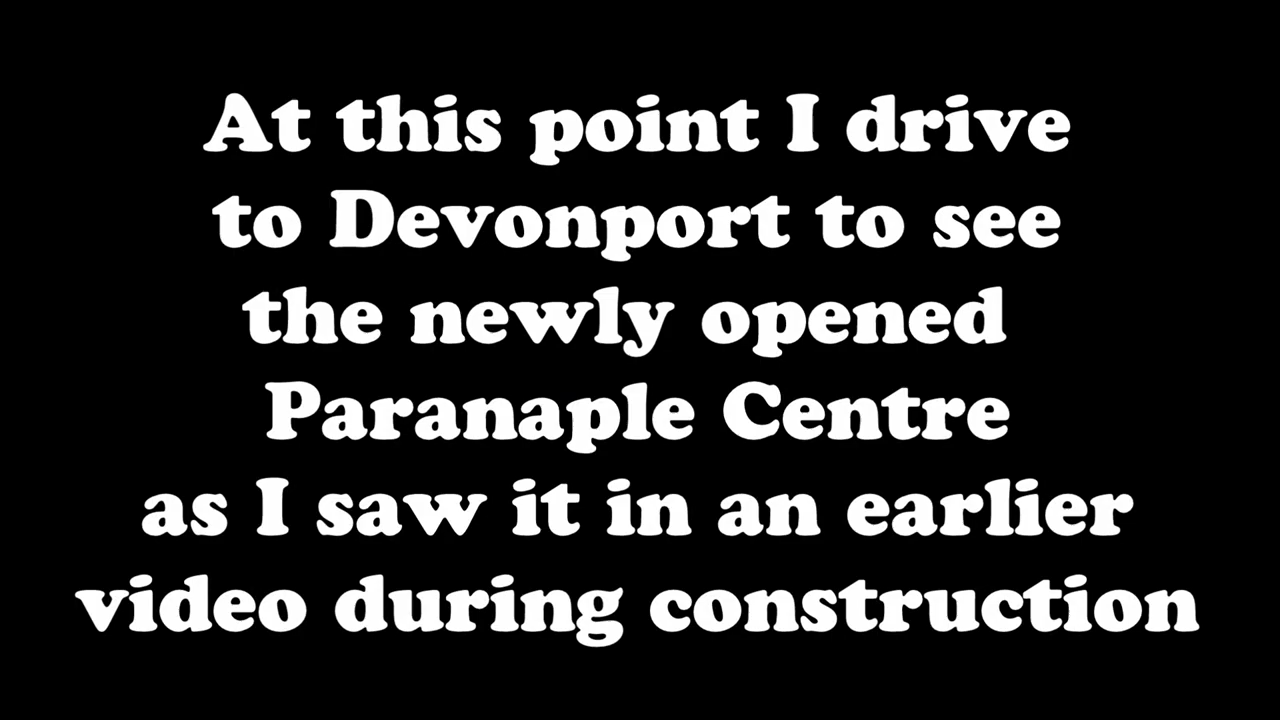 At this point I drive
to Devonport to see
the newly opened
Paranaple Centre
as I saw it in an earlier
video during construction